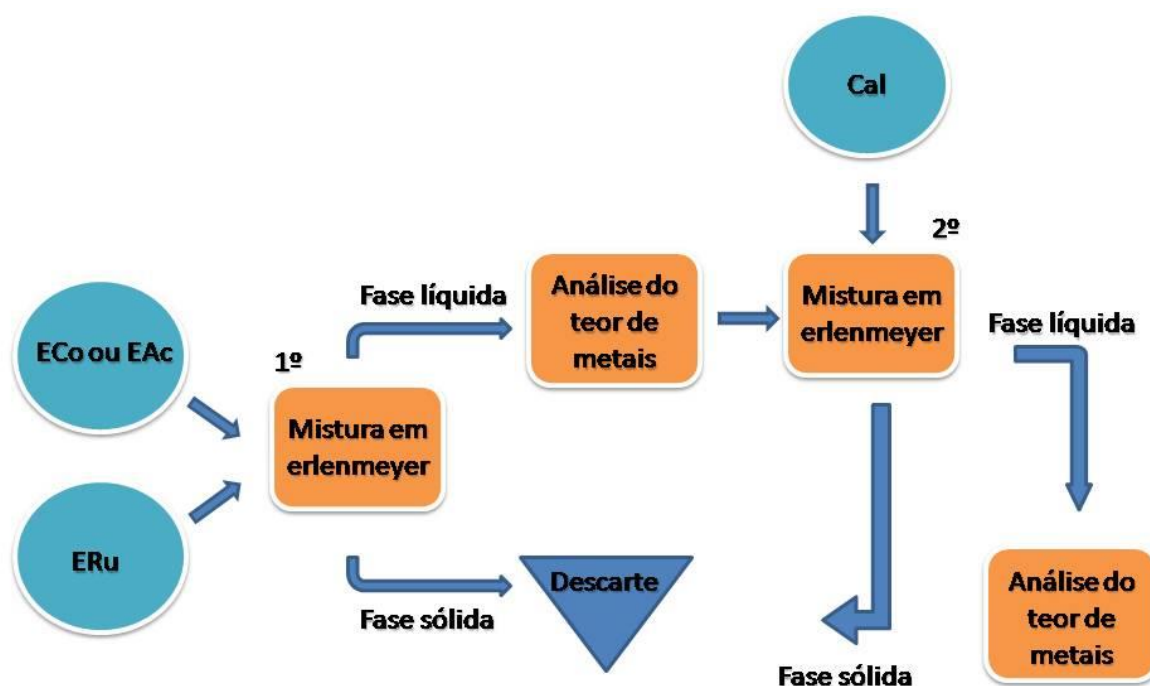 Cal
2º
Mistura em
erlenmeyer
Fase líquida
Análise do
teor de
metais
Fase líquida
ECo ou EAc
1º
Mistura em
erlenmeyer
ERu
Descarte
Fase sólida
Análise do
teor de
metais
Fase sólida